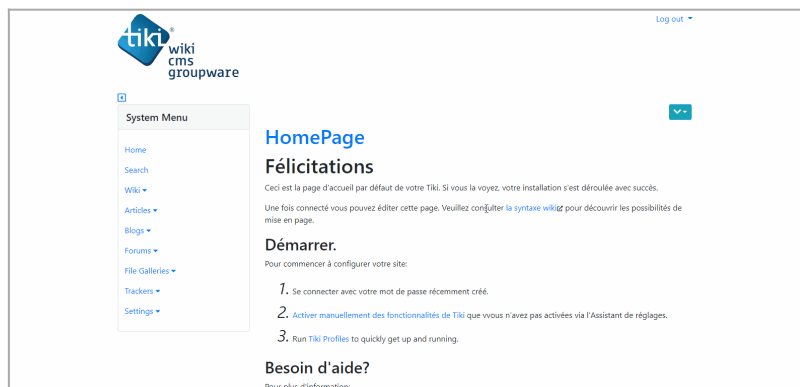 Log out
tiki®
wiki
cms
groupware
System Menu
Home
Search
Wiki
Articles
Blogs
Forums
File Galleries
Trackers
Settings
HomePage
Félicitations
Ceci est la page d'accueil par défaut de votre Tiki. Si vous la voyez, votre installation s'est déroulée avec succès.
Une fois connecté vous pouvez éditer cette page. Veuillez consulter la syntaxe wiki pour découvrir les possibilités de
mise en page.
Démarrer.
Pour commencer à configurer votre site:
1. Se connecter avec votre mot de passe récemment créé.
2. Activer manuellement des fonctionnalités de Tiki que vvous n'avez pas activées via l'Assistant de réglages.
3. Run Tiki Profiles to quickly get up and running.
Besoin d'aide?
Pour plus d'information: